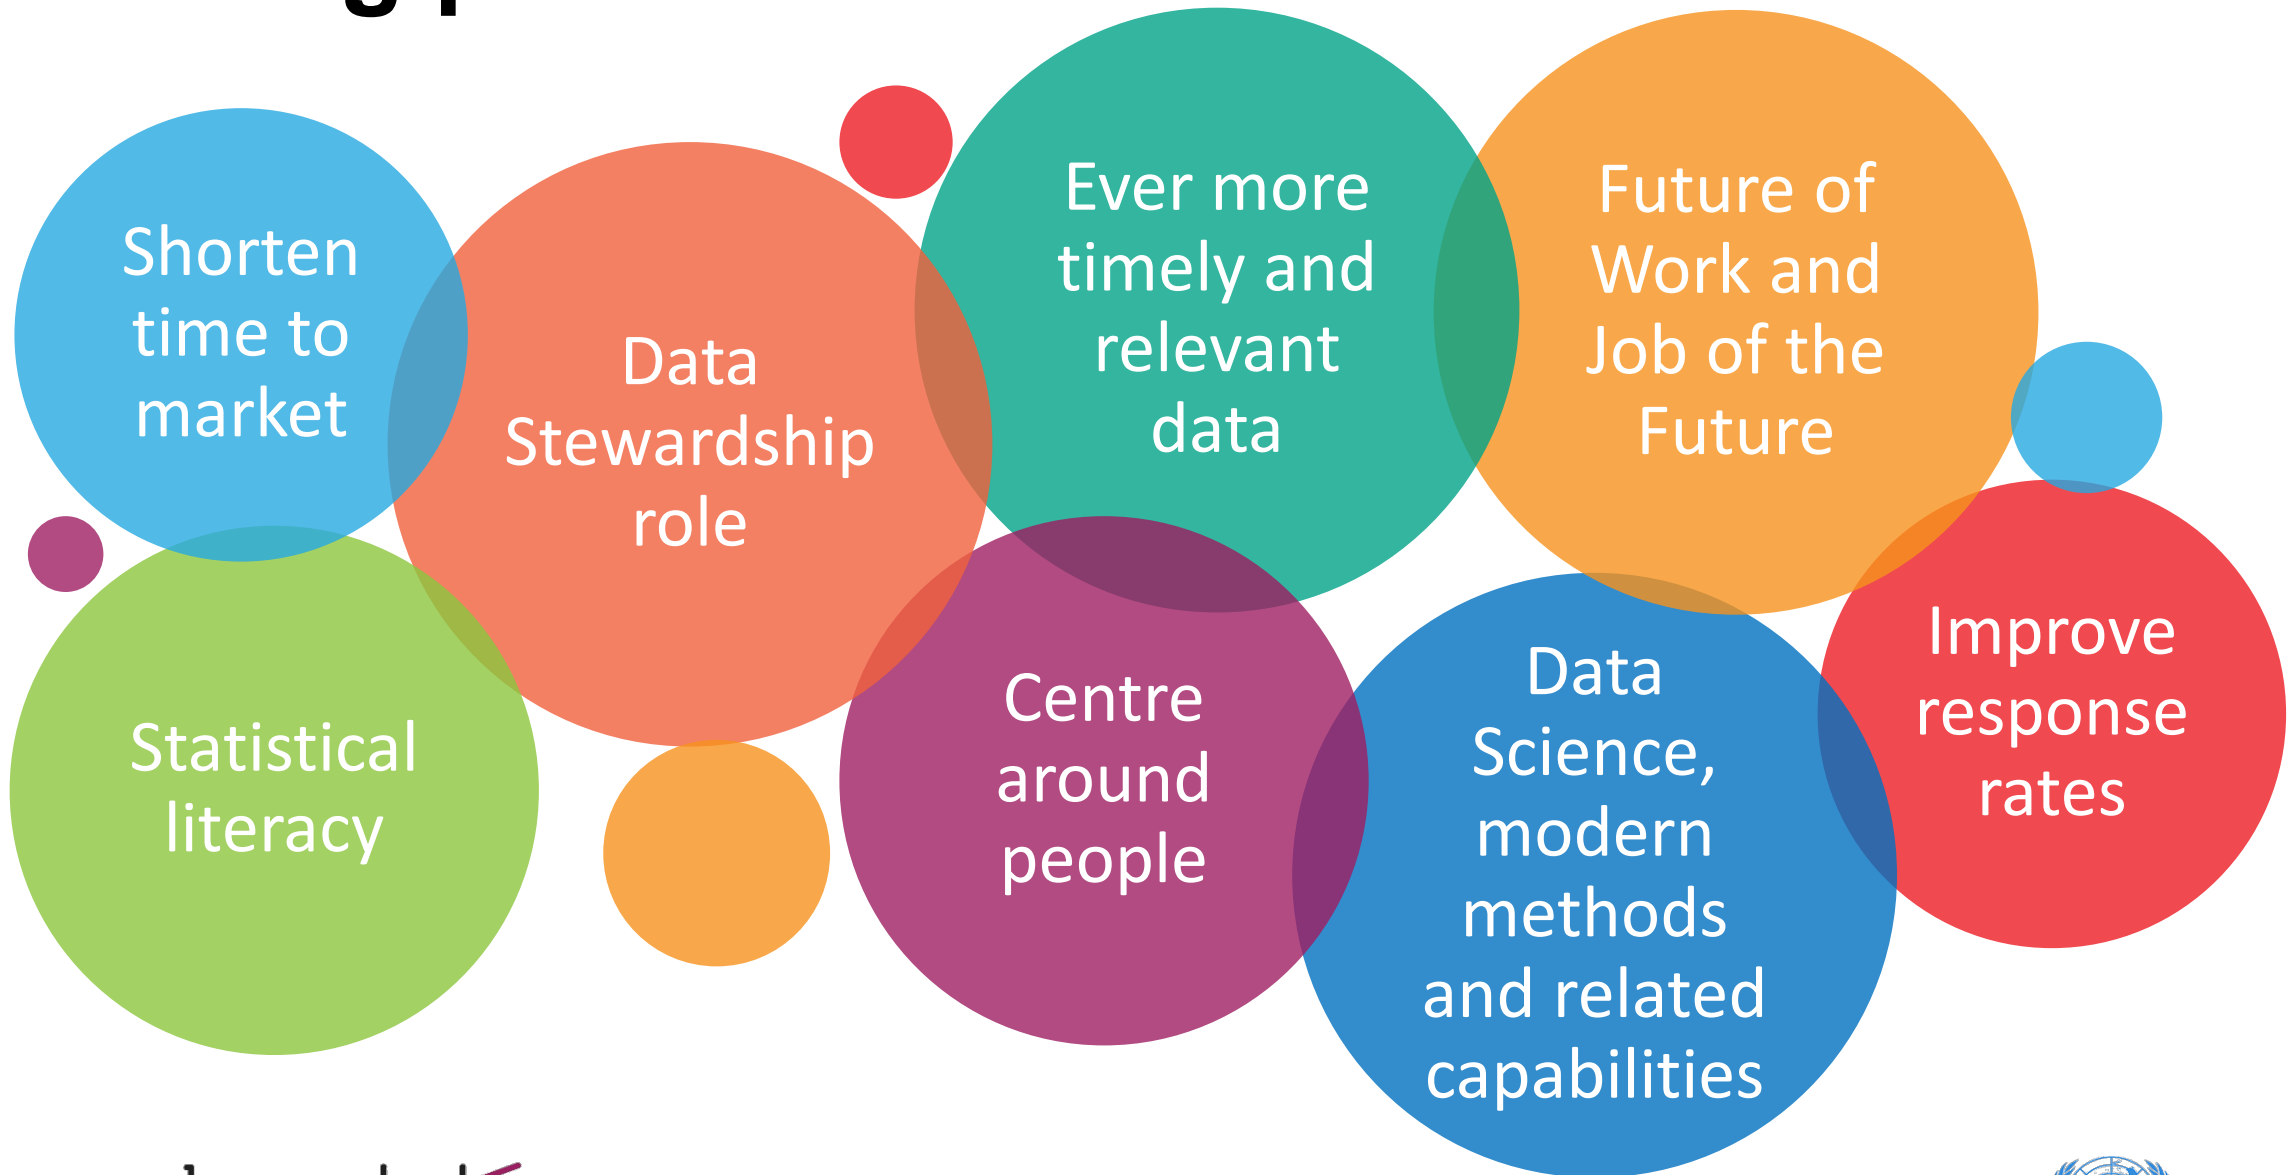 Shorten
time to
market
Data
Stewardship
role
Ever more
timely and
relevant
data
Future of
Work and
Job of the
Future
Statistical
literacy
Centre
around
people
Data
Science,
modern
methods
and related
capabilities
Improve
response
rates